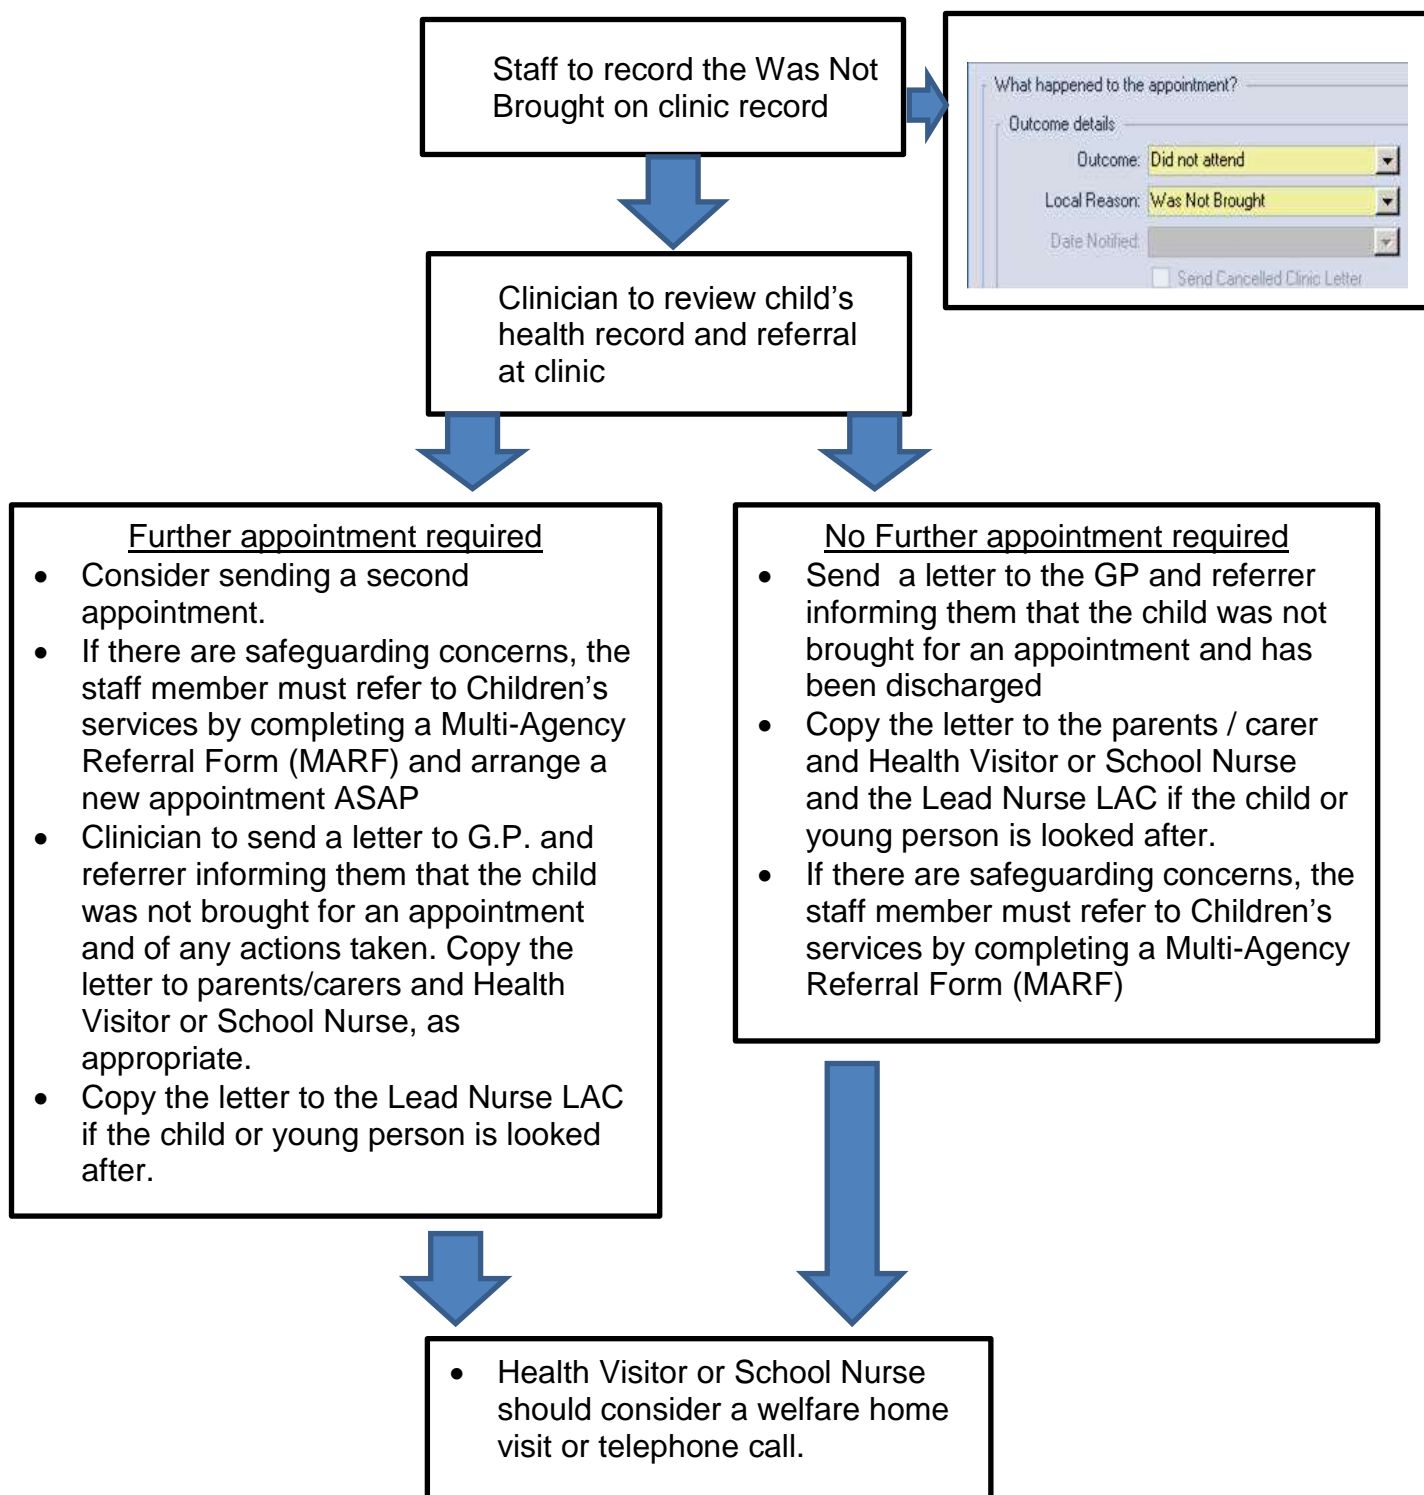 Staff to record the Was Not
Brought on clinic record
What happened to the appointment?
Outcome details
Outcome: Did not attend
Local Reason: Was Not Brought
Date Notified:
Send Cancelled Clinic Letter
Clinician to review child’s
health record and referral
at clinic
Further appointment required
• Consider sending a second
appointment.
• If there are safeguarding concerns, the
staff member must refer to Children’s
services by completing a Multi-Agency
Referral Form (MARF) and arrange a
new appointment ASAP
• Clinician to send a letter to G.P. and
referrer informing them that the child
was not brought for an appointment
and of any actions taken. Copy the
letter to parents/carers and Health
Visitor or School Nurse, as
appropriate.
• Copy the letter to the Lead Nurse LAC
if the child or young person is looked
after.
No Further appointment required
• Send a letter to the GP and referrer
informing them that the child was not
brought for an appointment and has
been discharged
• Copy the letter to the parents / carer
and Health Visitor or School Nurse
and the Lead Nurse LAC if the child or
young person is looked after.
• If there are safeguarding concerns, the
staff member must refer to Children’s
services by completing a Multi-Agency
Referral Form (MARF)
• Health Visitor or School Nurse
should consider a welfare home
visit or telephone call.